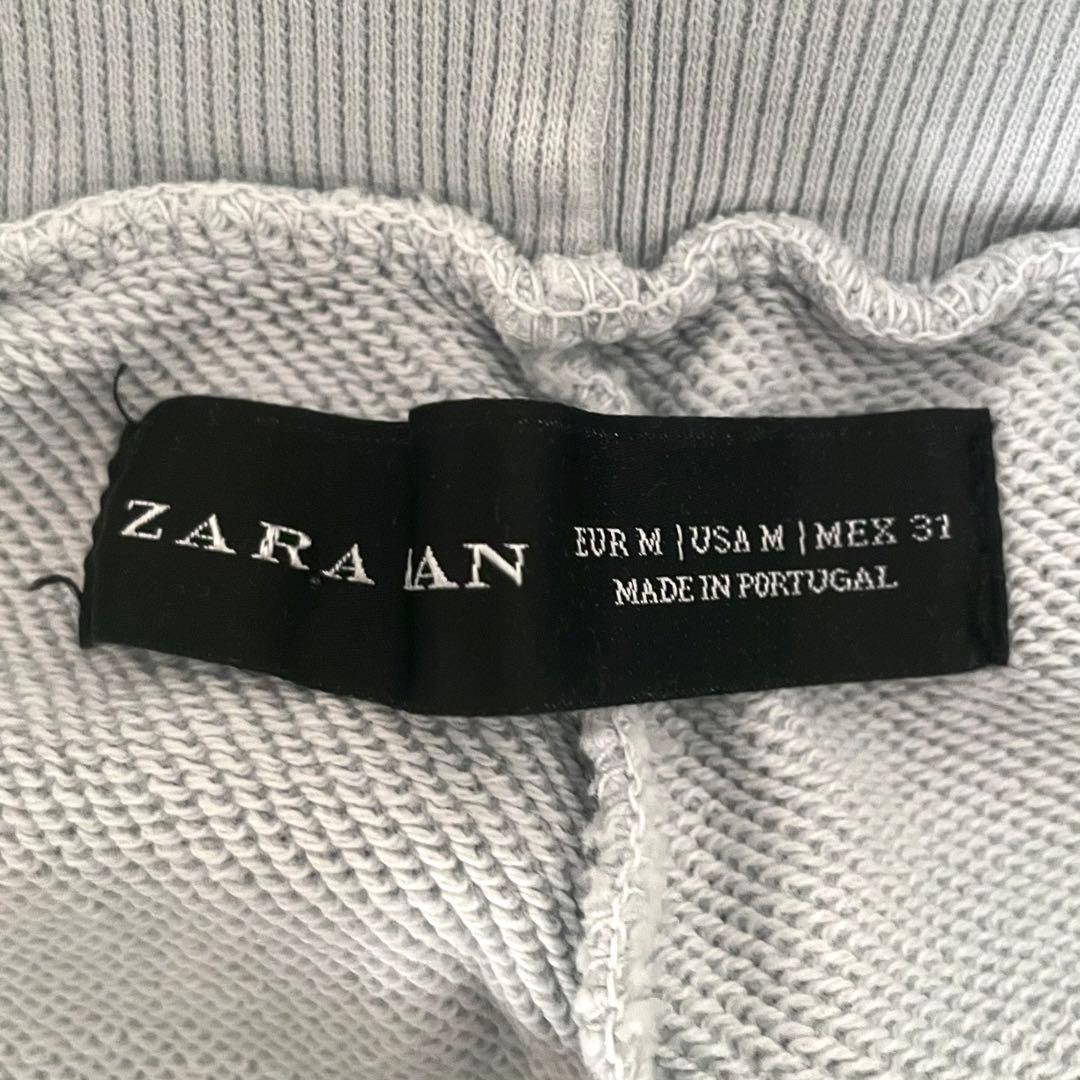 ZARA AN
EUR M | USA M | MEX 31
MADE IN PORTUGAL